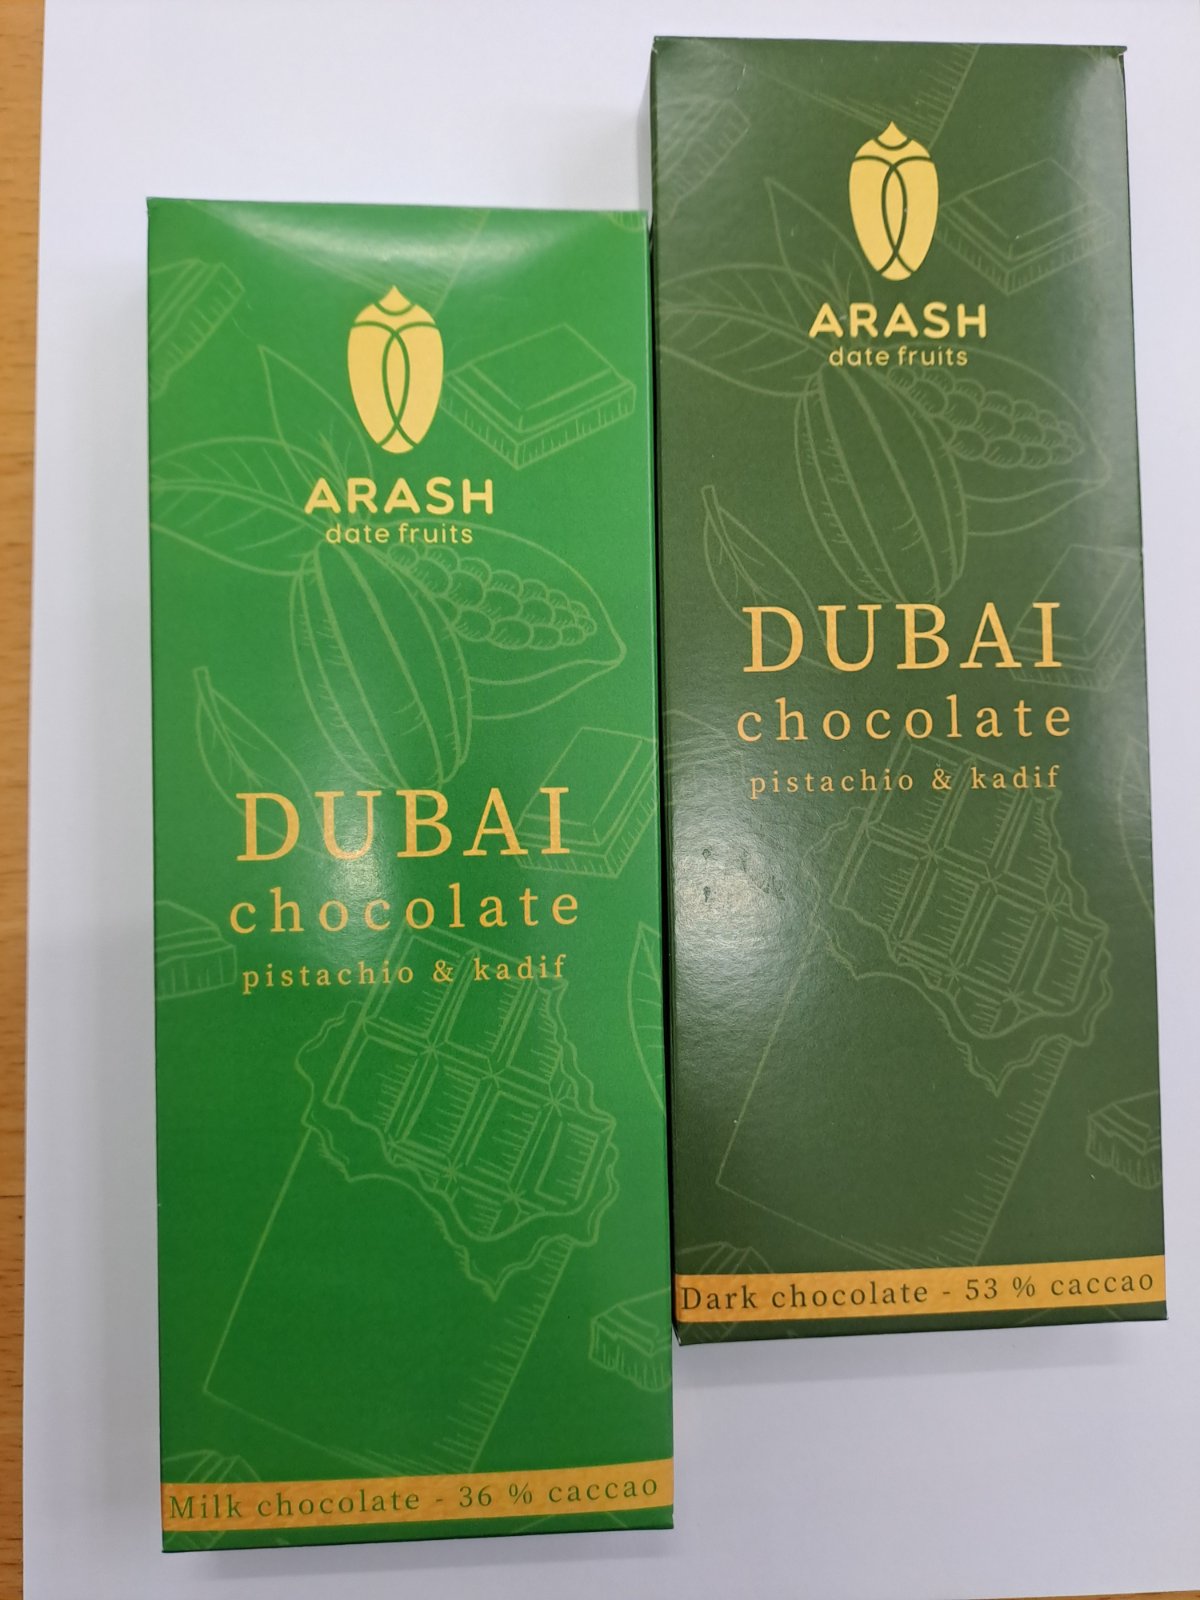 ARASH
date fruits
DUBAI
chocolate
pistachio & kadif
Milk chocolate - 36 % caccao
ARASH
date fruits
DUBAI
chocolate
pistachio & kadif
Dark chocolate - 53 % caccao